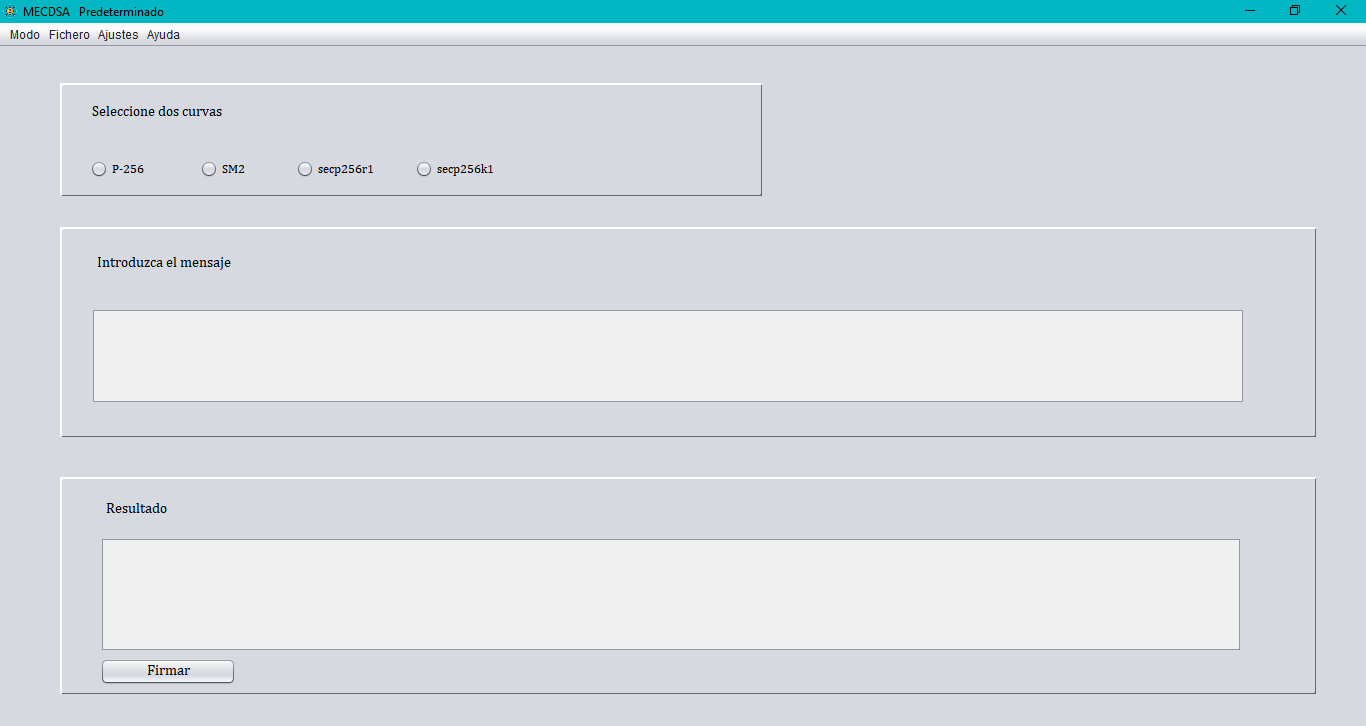 MECDSA Predeterminado
Modo Fichero Ajustes Ayuda
Seleccione dos curvas
P-256 SM2 secp256r1 secp256k1
Introduzca el mensaje
Resultado
Firmar